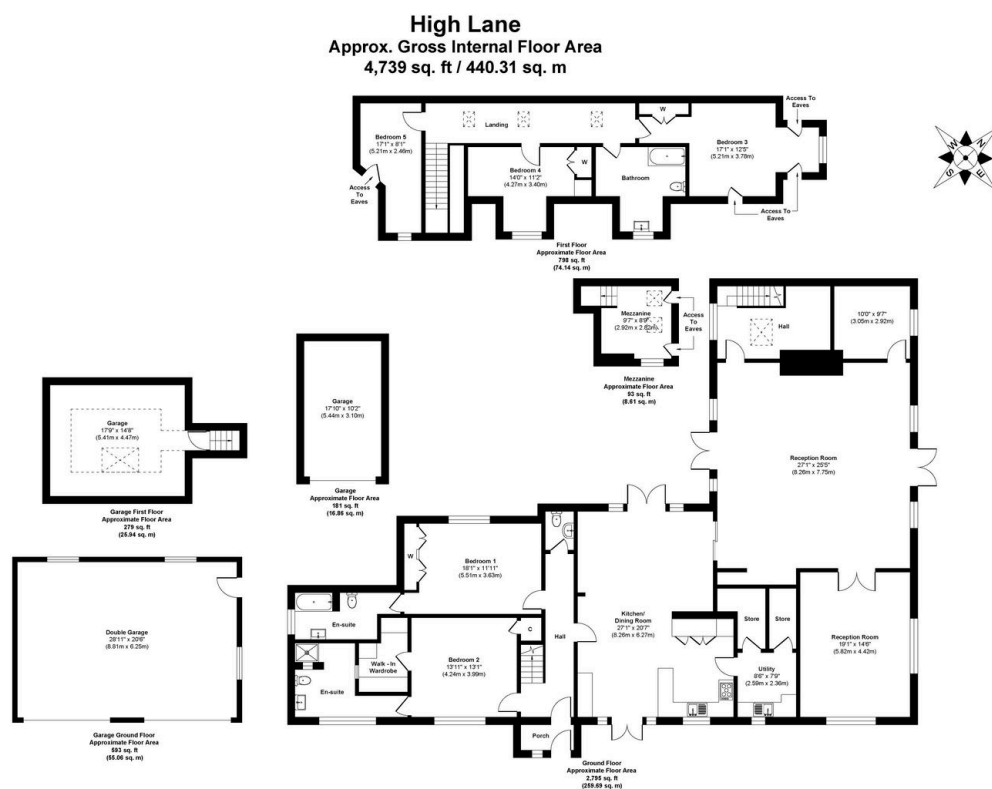 High Lane
Approx. Gross Internal Floor Area
4,739 sq. ft / 440.31 sq. m
Access To
Eaves
W
Landing
Bedroom 5
17'1" x 8'1"
(5.21m x 2.46m)
Bedroom 3
17'1" x 12'5"
(5.21m x 3.78m)
Bedroom 4
14'0" x 11'2"
(4.27m x 3.40m)
W
Bathroom
Access
To
Eaves
Access To
Eaves
First Floor
Approximate Floor Area
798 sq. ft
(74.14 sq. m)
N
E
S
W
Mezzanine
9'7" x 8'9"
(2.92m x 2.62m)
Access
To
Eaves
Mezzanine
Approximate Floor Area
93 sq. ft
(8.61 sq. m)
Hall
10'0" x 9'7"
(3.05m x 2.92m)
Garage
17'10" x 10'2"
(5.44m x 3.10m)
Garage
Approximate Floor Area
181 sq. ft
(16.86 sq. m)
Garage
17'9" x 14'8"
(5.41m x 4.47m)
Garage First Floor
Approximate Floor Area
279 sq. ft
(25.94 sq. m)
Reception Room
27'1" x 25'5"
(8.26m x 7.75m)
W
Bedroom 1
18'1" x 11'11"
(5.51m x 3.63m)
En-suite
C
Hall
Kitchen/
Dining Room
27'1" x 20'7"
(8.26m x 6.27m)
Store
Store
Reception Room
19'1" x 14'6"
(5.82m x 4.42m)
Double Garage
28'11" x 20'6"
(8.81m x 6.25m)
Walk - In
Wardrobe
Bedroom 2
13'11" x 13'1"
(4.24m x 3.99m)
En-suite
Utility
8'6" x 7'9"
(2.59m x 2.36m)
Porch
Garage Ground Floor
Approximate Floor Area
593 sq. ft
(55.06 sq. m)
Ground Floor
Approximate Floor Area
2,795 sq. ft
(259.69 sq. m)